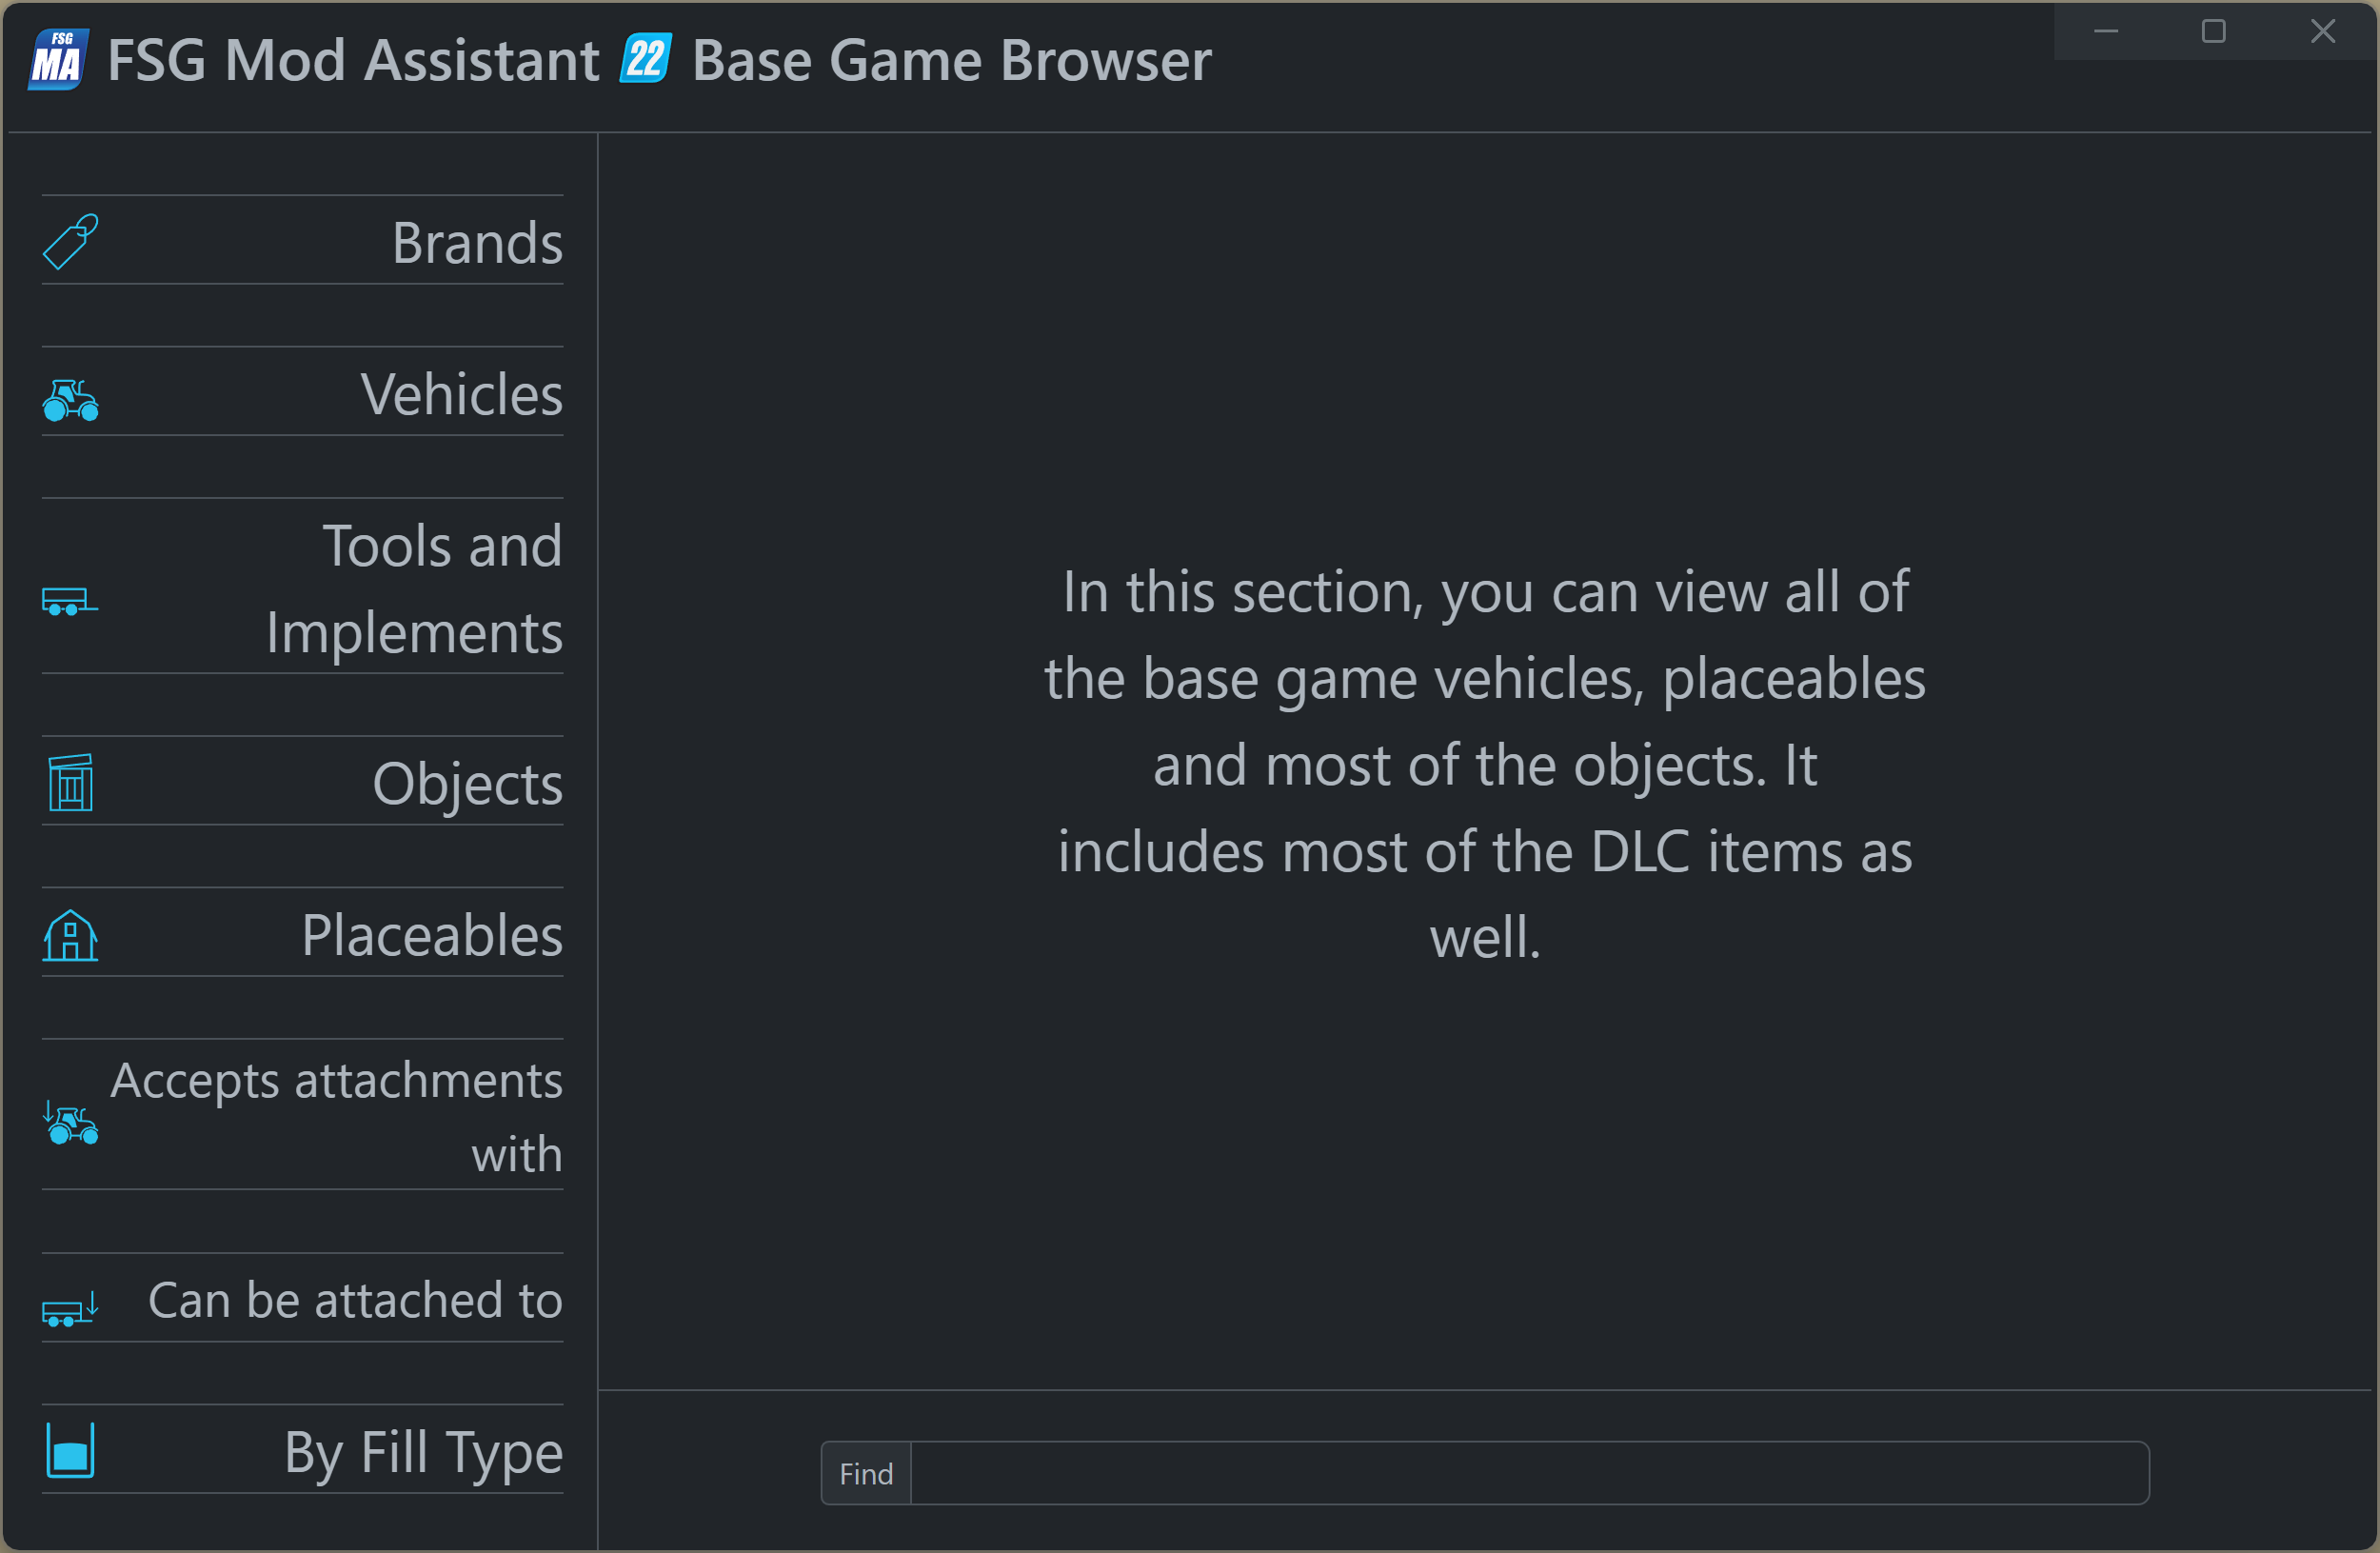 FSG MA FSG Mod Assistant 22 Base Game Browser
Brands
Vehicles
Tools and
Implements
Objects
Placeables
Accepts attachments
with
Can be attached to
By Fill Type
In this section, you can view all of
the base game vehicles, placeables
and most of the objects. It
includes most of the DLC items as
well.
Find